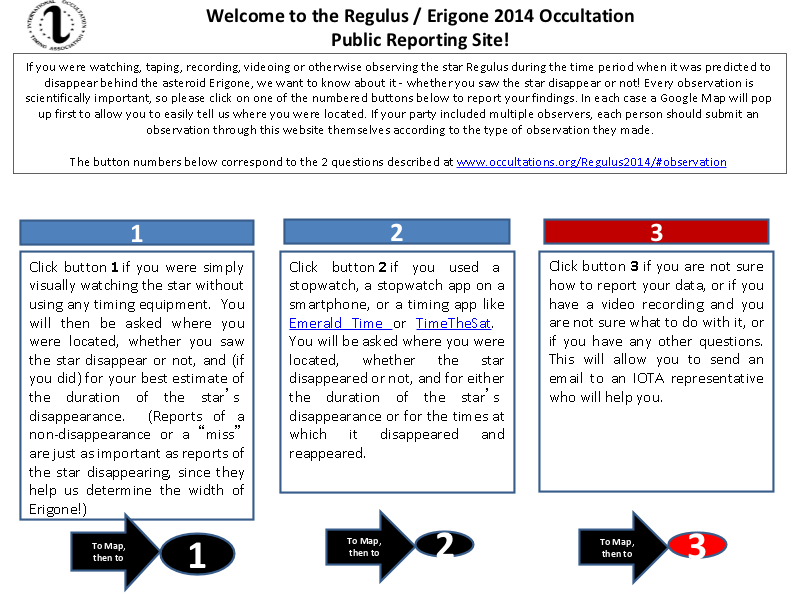 INTERNATIONAL OCCULTATION
TIMING ASSOCIATION
Welcome to the Regulus / Erigone 2014 Occultation
Public Reporting Site!
If you were watching, taping, recording, videoing or otherwise observing the star Regulus during the time period when it was predicted to
disappear behind the asteroid Erigone, we want to know about it - whether you saw the star disappear or not! Every observation is
scientifically important, so please click on one of the numbered buttons below to report your findings. In each case a Google Map will pop
up first to allow you to easily tell us where you were located. If your party included multiple observers, each person should submit an
observation through this website themselves according to the type of observation they made.
The button numbers below correspond to the 2 questions described at www.occultations.org/Regulus2014/#observation
1
Click button 1 if you were simply
visually watching the star without
using any timing equipment. You
will then be asked where you
were located, whether you saw
the star disappear or not, and (if
you did) for your best estimate of
the duration of the star's
disappearance. (Reports of a
non-disappearance or a “miss”
are just as important as reports of
the star disappearing, since they
help us determine the width of
Erigone!)
To Map,
then to
1
2
Click button 2 if you used a
stopwatch, a stopwatch app on a
smartphone, or a timing app like
Emerald Time or TimeTheSat.
You will be asked where you were
located, whether the star
disappeared or not, and for either
the duration of the star's
disappearance or for the times at
which it disappeared and
reappeared.
To Map,
then to
2
3
Click button 3 if you are not sure
how to report your data, or if you
have a video recording and you
are not sure what to do with it, or
if you have any other questions.
This will allow you to send an
email to an IOTA representative
who will help you.
To Map,
then to
3